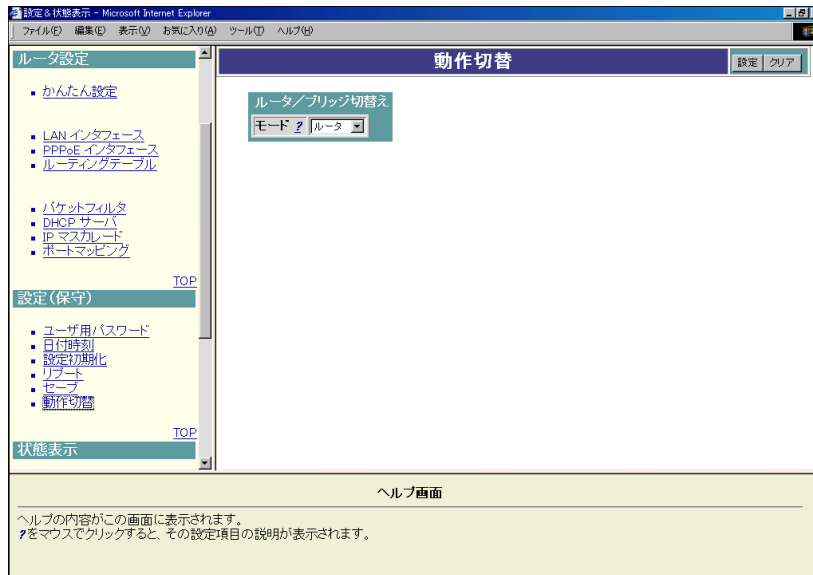 設定&状態表示 - Microsoft Internet Explorer
ファイル(F) 編集(E) 表示(V) お気に入り(A) ツール(T) ヘルプ(H)
ルータ設定
かんたん設定
LAN インタフェース
PPPoE インタフェース
ルーティングテーブル
パケットフィルタ
DHCP サーバ
IP マスカレード
ポートマッピング
TOP
設定(保守)
ユーザ用パスワード
日付時刻
設定初期化
リブート
セーブ
動作切替
TOP
状態表示
動作切替
設定 クリア
ルータ/ブリッジ切替え
モード ? ルータ
ヘルプ画面
ヘルプの内容がこの画面に表示されます。
?をマウスでクリックすると、その設定項目の説明が表示されます。